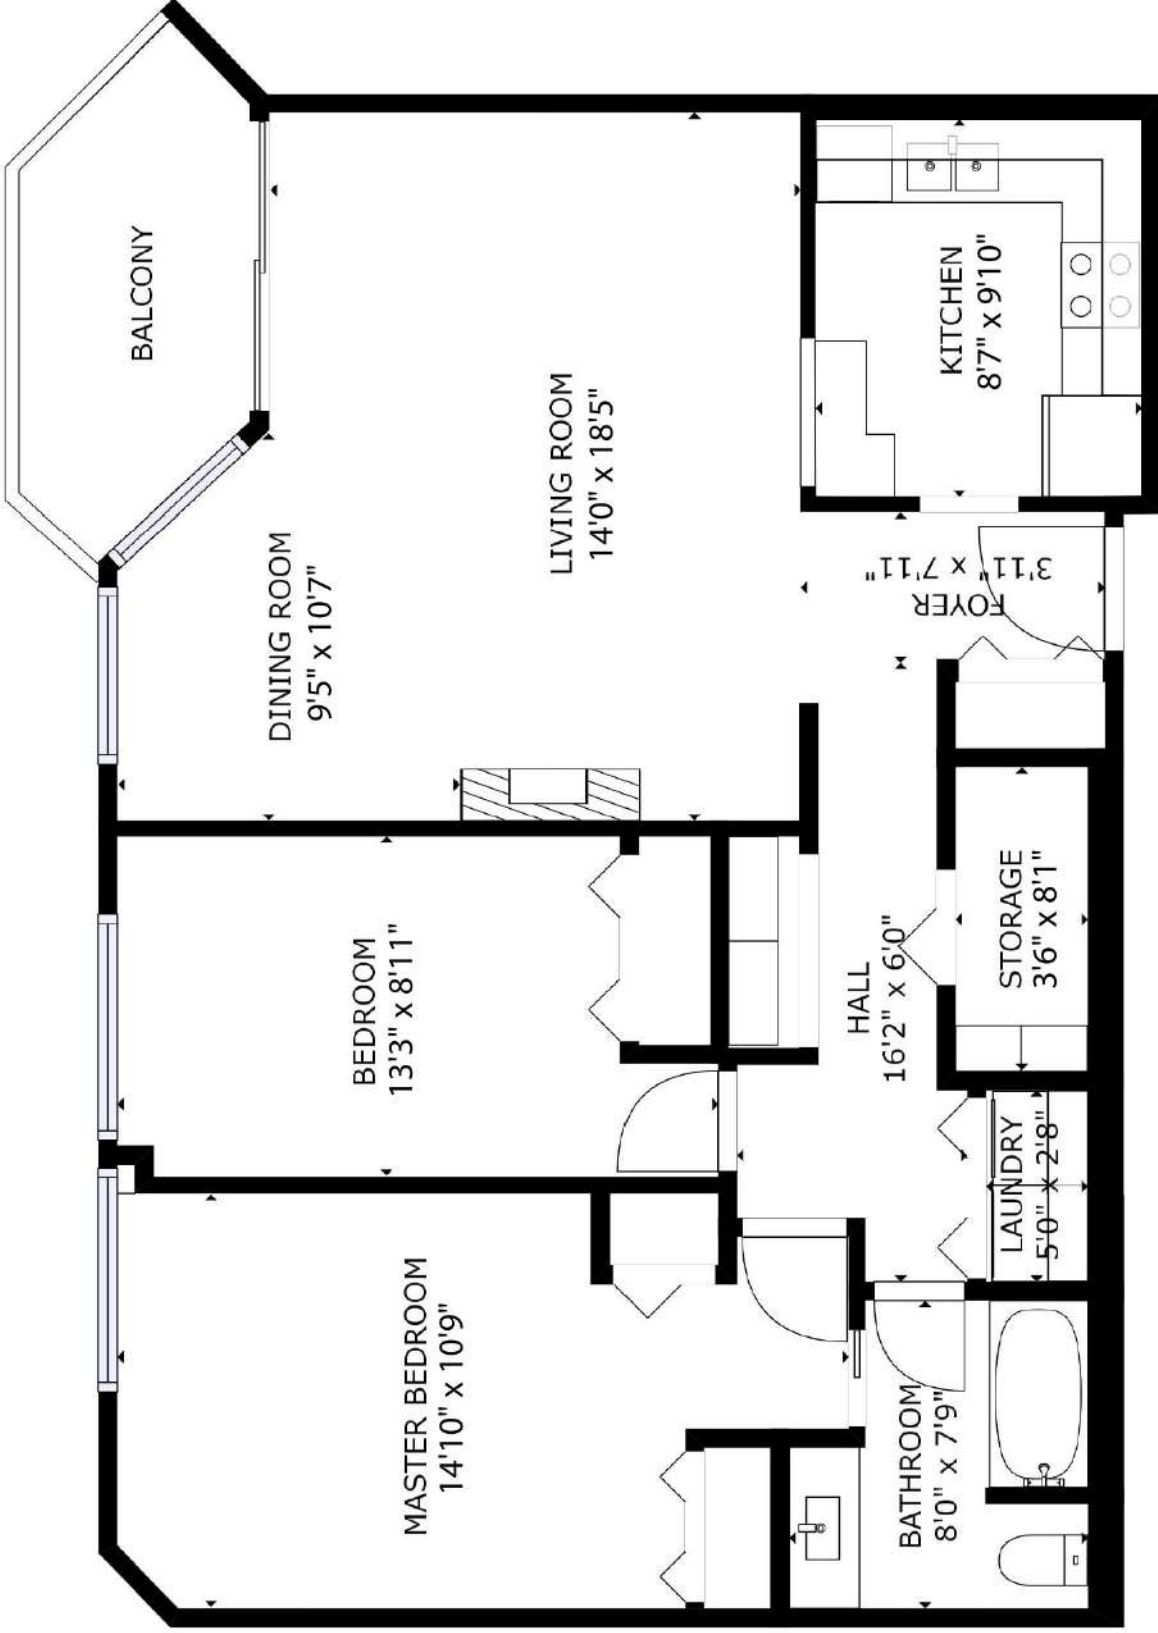 BALCONY
DINING ROOM
9'5" x 10'7"
LIVING ROOM
14'0" x 18'5"
KITCHEN
8'7" x 9'10"
FOYER
3'11" x 7'11"
BEDROOM
13'3" x 8'11"
HALL
16'2" x 6'0"
STORAGE
3'6" x 8'1"
LAUNDRY
5'0" x 2'8"
MASTER BEDROOM
14'10" x 10'9"
BATHROOM
8'0" x 7'9"